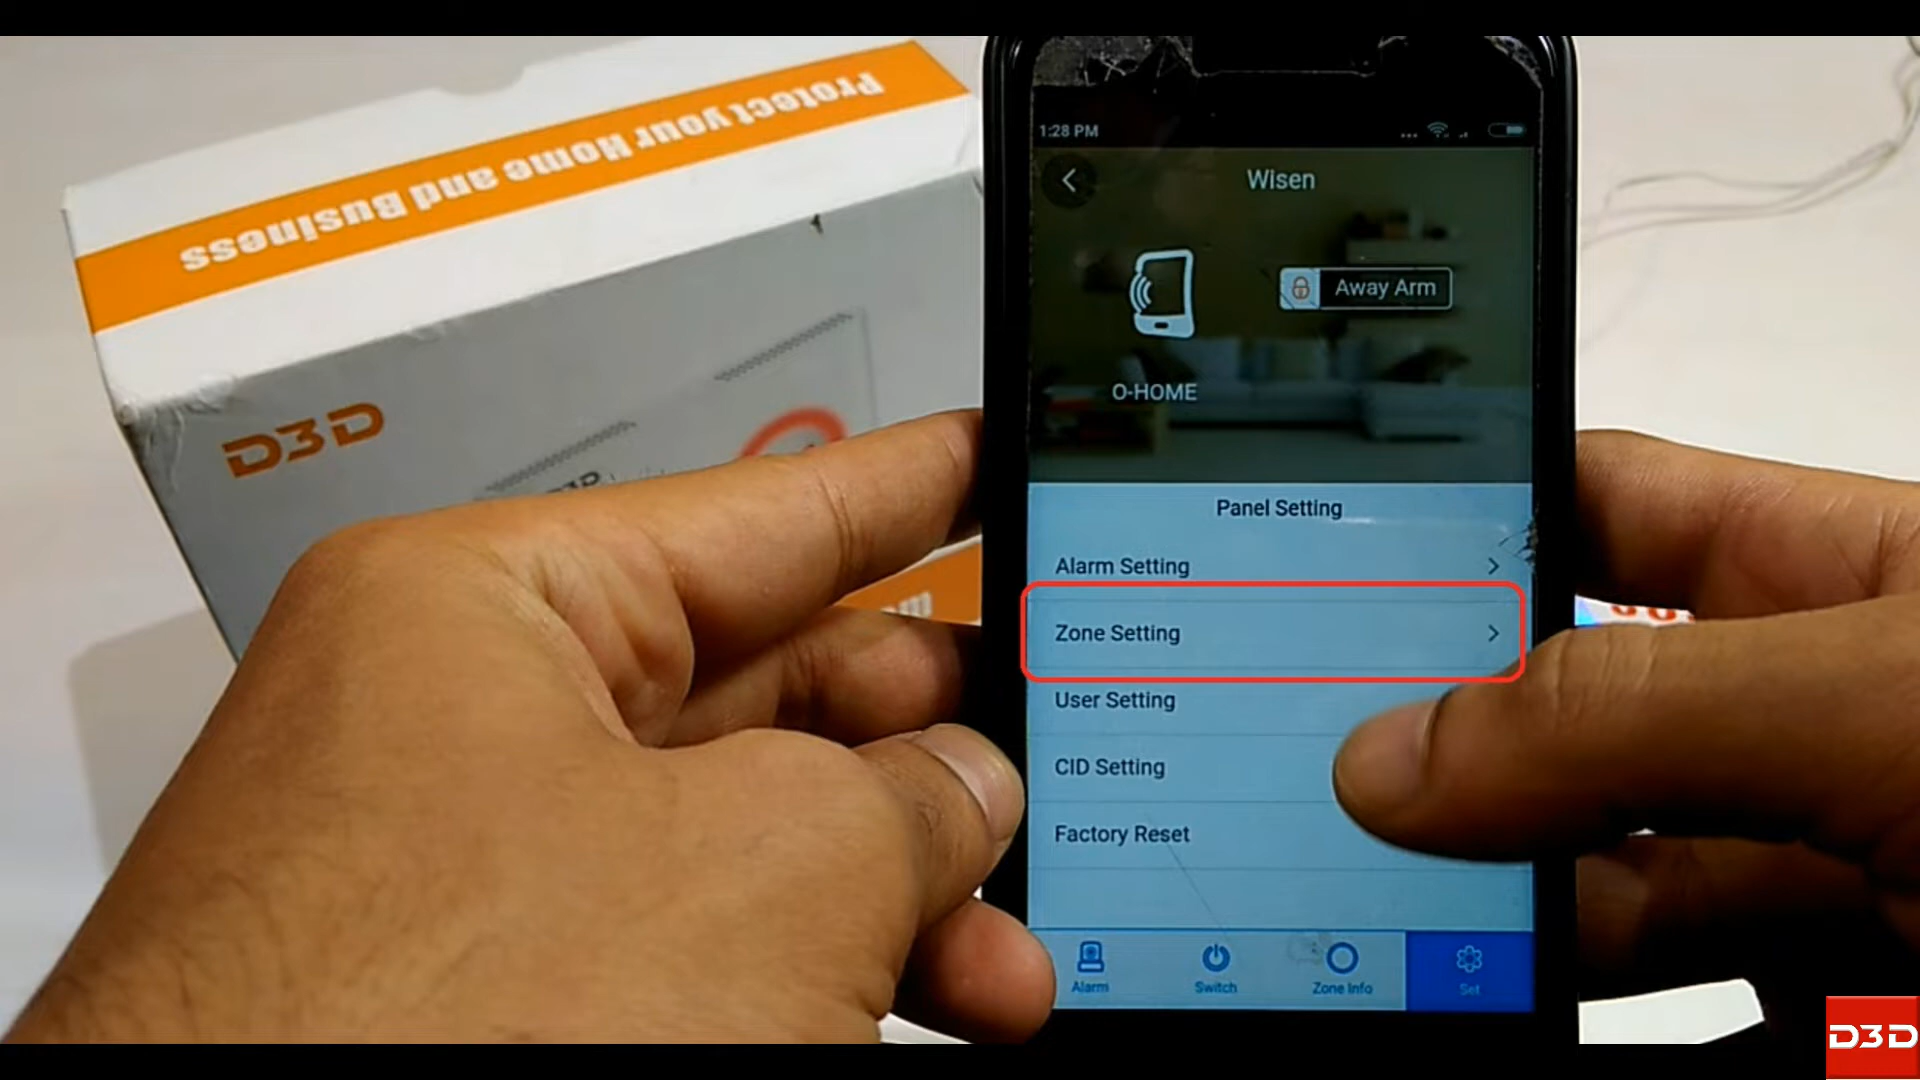 Protect your Home and Business
D3D
1:28 PM
Wisen
Away Arm
O-HOME
Panel Setting
Alarm Setting
Zone Setting
User Setting
CID Setting
Factory Reset
Alarm
Switch
Zone Info
Set
D3D